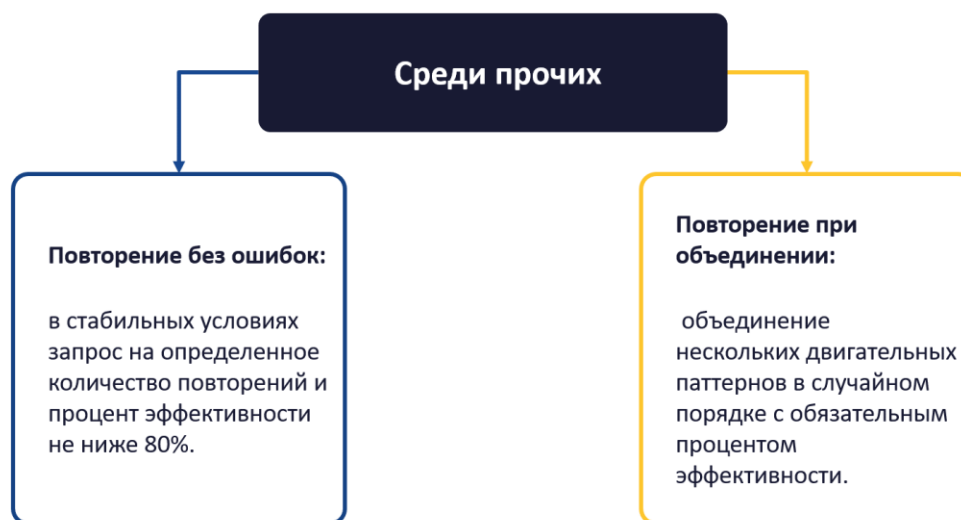 Среди прочих
Повторение без ошибок:
в стабильных условиях
запрос на определенное
количество повторений и
процент эффективности
не ниже 80%.
Повторение при
объединении:
объединение
нескольких двигательных
паттернов в случайном
порядке с обязательным
процентом
эффективности.